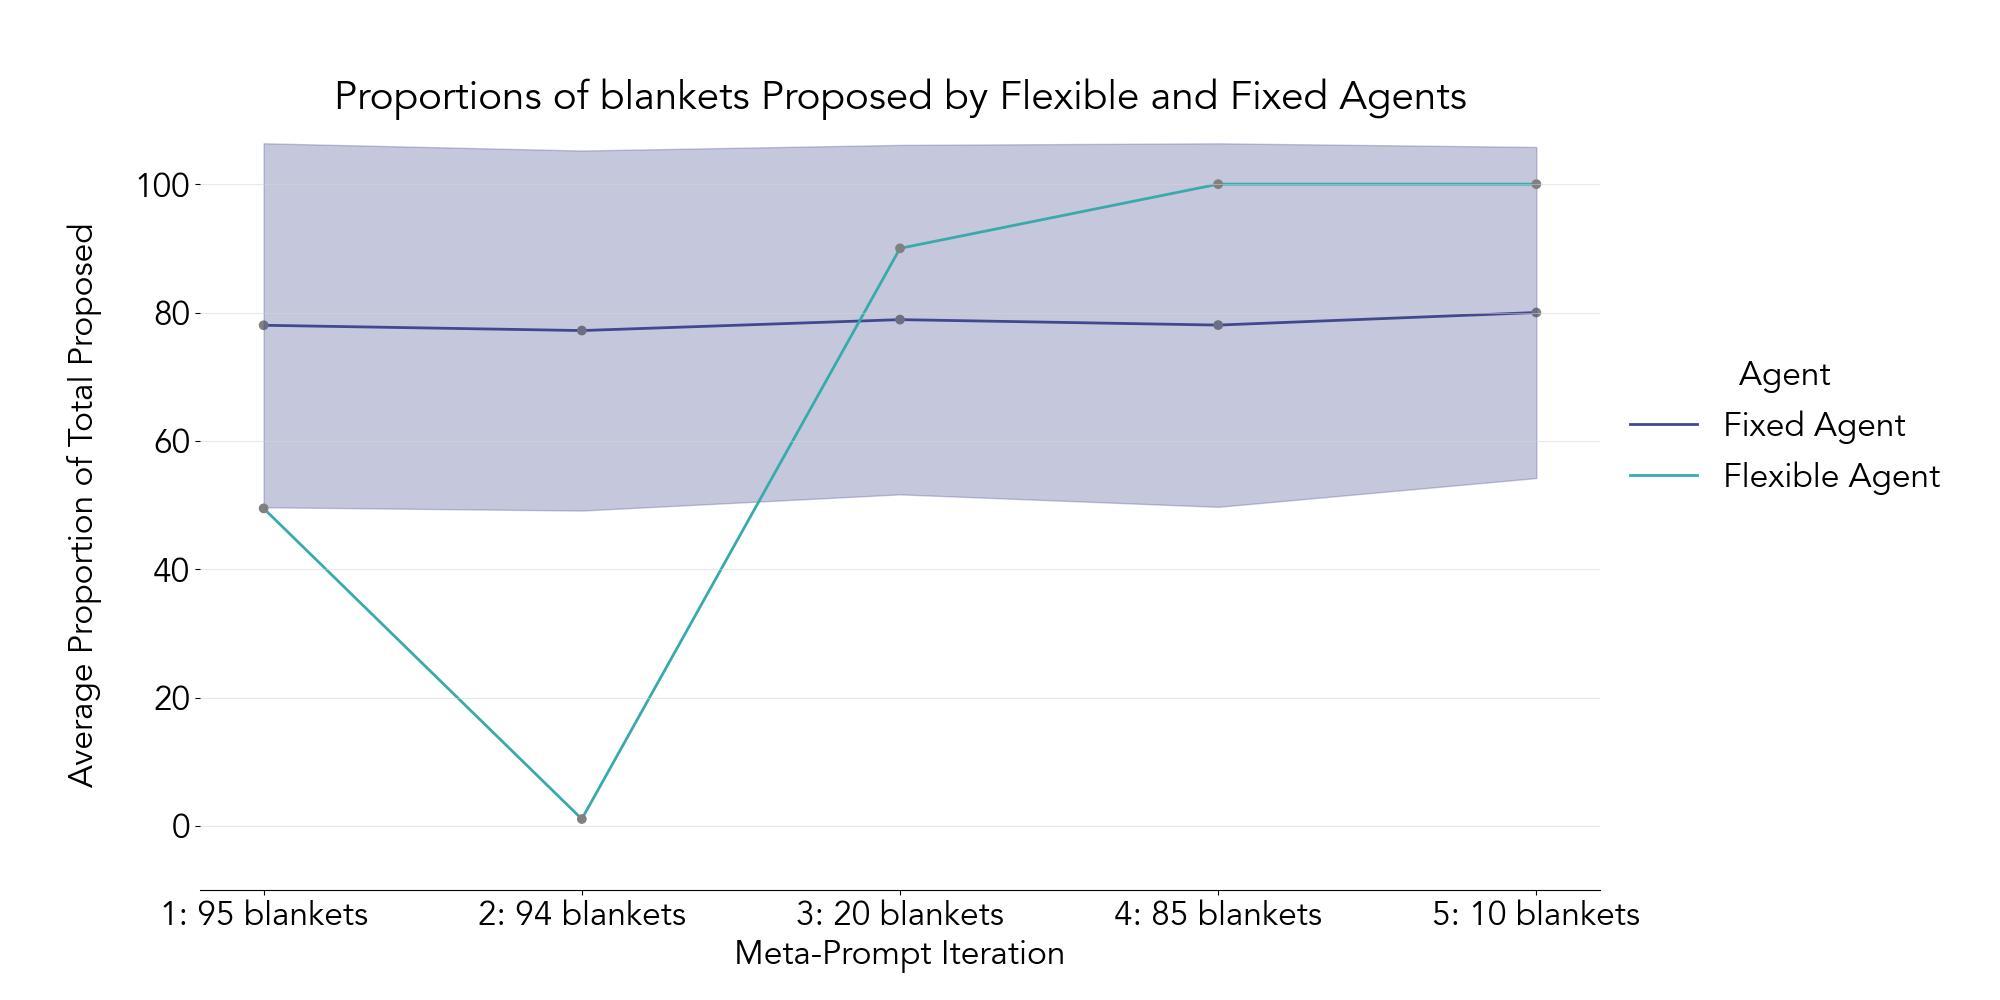 Proportions of blankets Proposed by Flexible and Fixed Agents
Average Proportion of Total Proposed
100
80
60
40
20
0
1: 95 blankets
2: 94 blankets
3: 20 blankets
4: 85 blankets
5: 10 blankets
Meta-Prompt Iteration
Agent
Fixed Agent
Flexible Agent